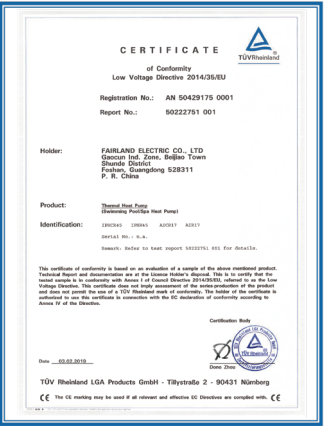 CERTIFICATE
TÜVRheinland
of Conformity
Low Voltage Directive 2014/35/EU
Registration No.: AN 50429175 0001
Report No.: 50222751 001
Holder: FAIRLAND ELECTRIC CO., LTD
Gaocun Ind. Zone, Beijiao Town
Shunde District
Foshan, Guangdong 528311
P. R. China
Product: Thermal Heat Pump
(Swimming Pool/Spa Heat Pump)
Identification:
Serial No.: n.a.
Remark: Refer to test report 50222751 001 for details.
This certificate of conformity is based on an evaluation of a sample of the above mentioned product.
Technical Report and documentation are at the Licence Holder's disposal. This is to certify that the
tested sample is in conformity with Annex I of Council Directive 2014/35/EU, referred to as the Low
Voltage Directive. This certificate does not imply assessment of the series-production of the product
and does not permit the use of a TÜV Rheinland mark of conformity. The holder of the certificate is
authorized to use this certificate in connection with the EC declaration of conformity according to
Annex IV of the Directive.
Certification Body
TÜVRheinland
Date 03.02.2018
Dong Zhou
TÜV Rheinland LGA Products GmbH - Tillystraße 2 - 90431 Nürnberg
CE The CE marking may be used if all relevant and effective EC Directives are complied with. CE